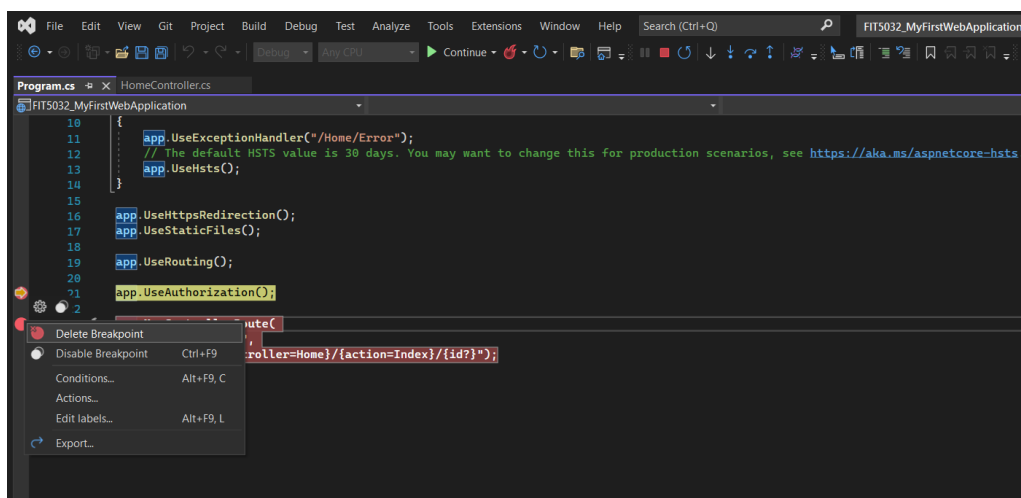 File Edit View Git Project Build Debug Test Analyze Tools Extensions Window Help Search (Ctrl+Q) FIT5032_MyFirstWebApplication
Debug Any CPU Continue
Program.cs HomeController.cs
FIT5032_MyFirstWebApplication
10 {
11 app.UseExceptionHandler("/Home/Error");
12 // The default HSTS value is 30 days. You may want to change this for production scenarios, see https://aka.ms/aspnetcore-hsts
13 app.UseHsts();
14 }
15
16 app.UseHttpsRedirection();
17 app.UseStaticFiles();
18
19 app.UseRouting();
20
21 app.UseAuthorization();
2
ute(
Delete Breakpoint ,
Disable Breakpoint Ctrl+F9 troller=Home}/{action=Index}/{id?}");
Conditions... Alt+F9, C
Actions...
Edit labels... Alt+F9, L
Export...